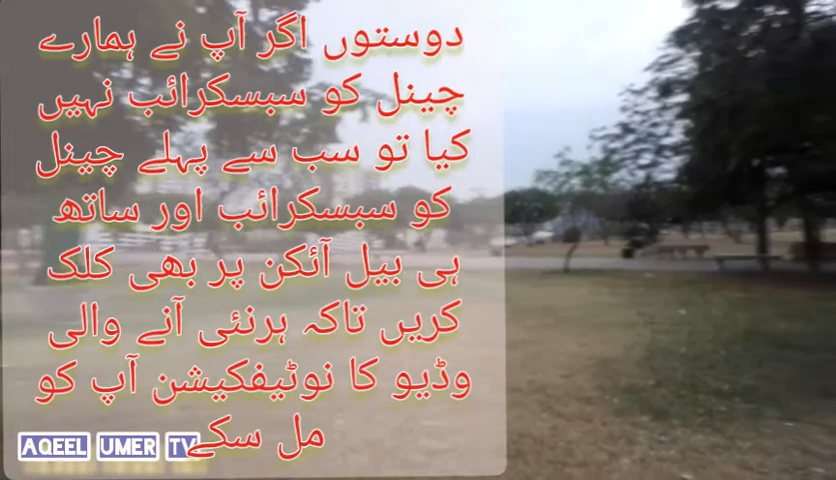 دوستوں اگر آپ نے ہمارے
چینل کو سبسکرائب نہیں
کیا تو سب سے پہلے چینل
کو سبسکرائب اور ساتھ
ہی بیل آئکن پر بھی کلک
کریں تاکہ ہرنئی آنے والی
وڈیو کا نوٹیفکیشن آپ کو
مل سکے
AQEEL UMER TV